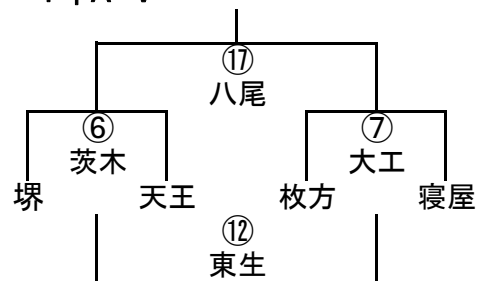 ⑰
八尾
⑥
茨木
⑦
大工
堺
天王
枚方
寝屋
⑫
東生